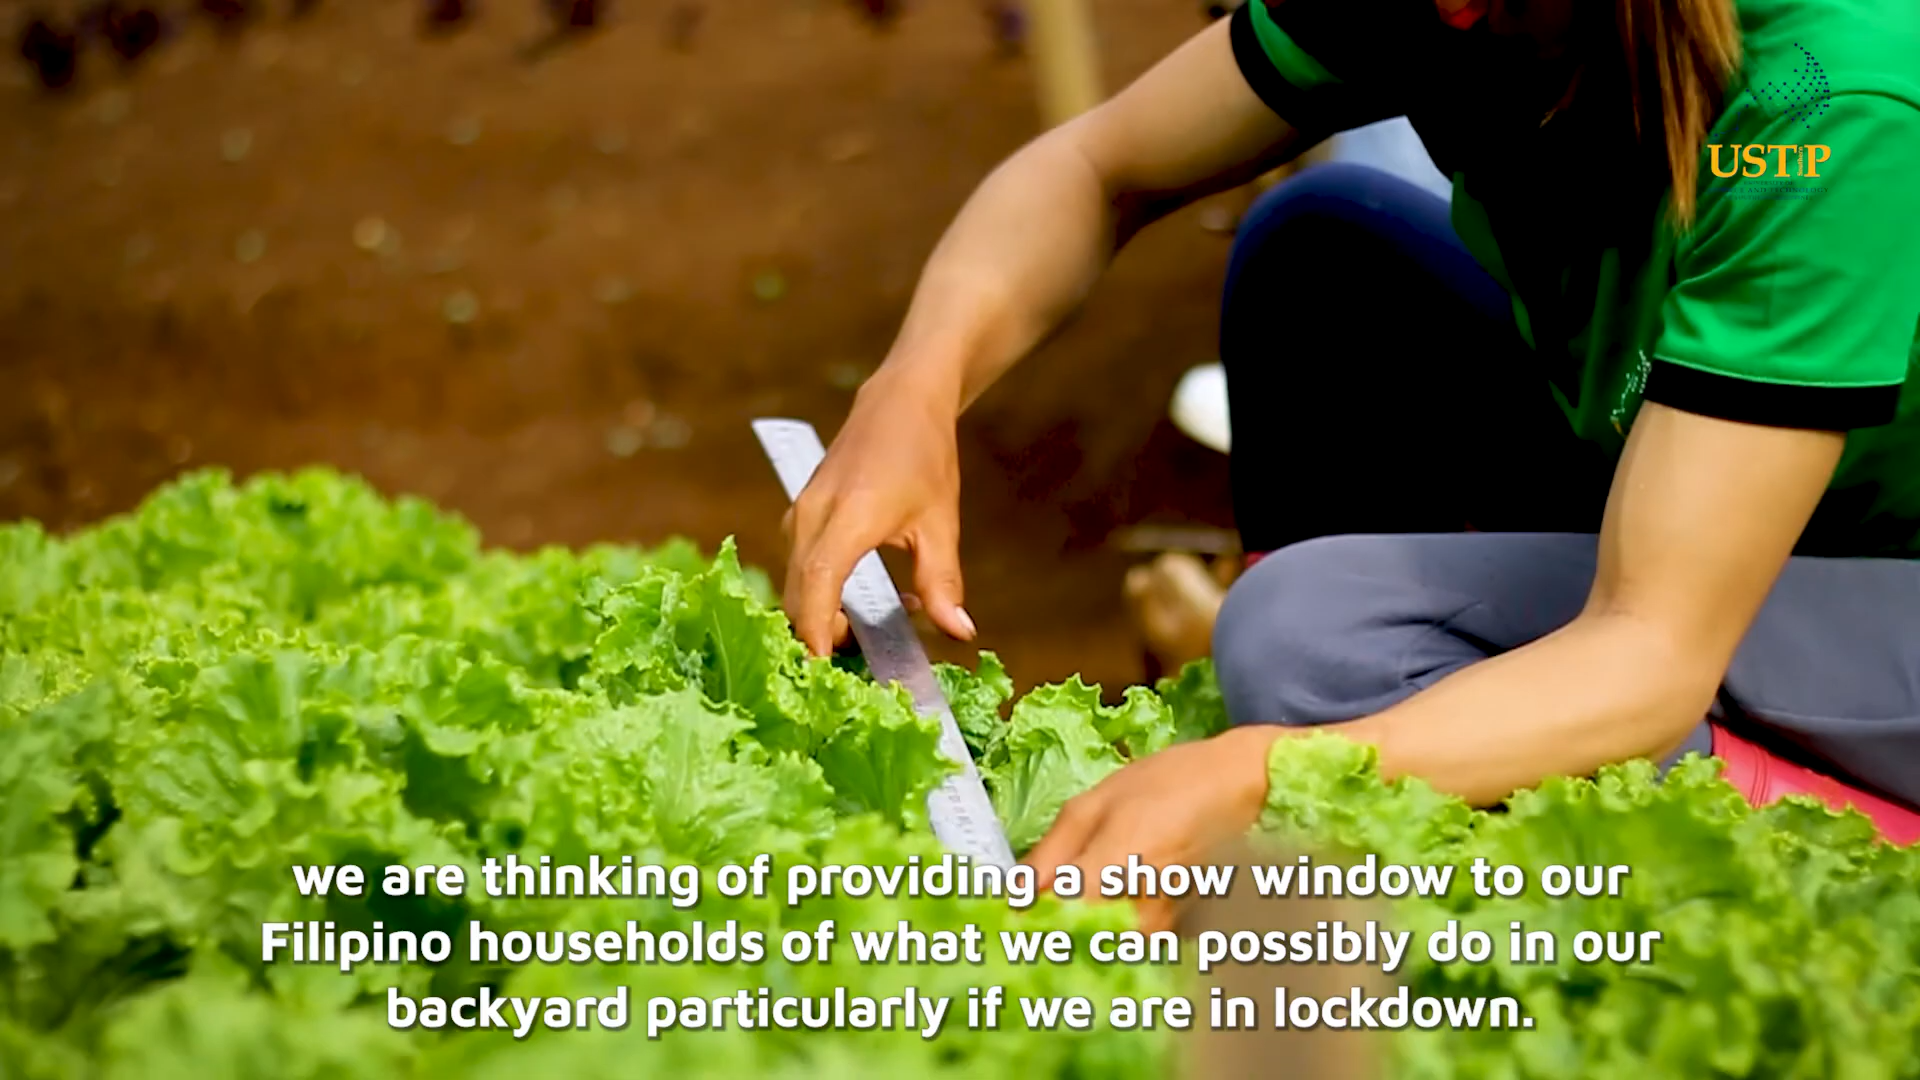 USTP
we are thinking of providing a show window to our
Filipino households of what we can possibly do in our
backyard particularly if we are in lockdown.